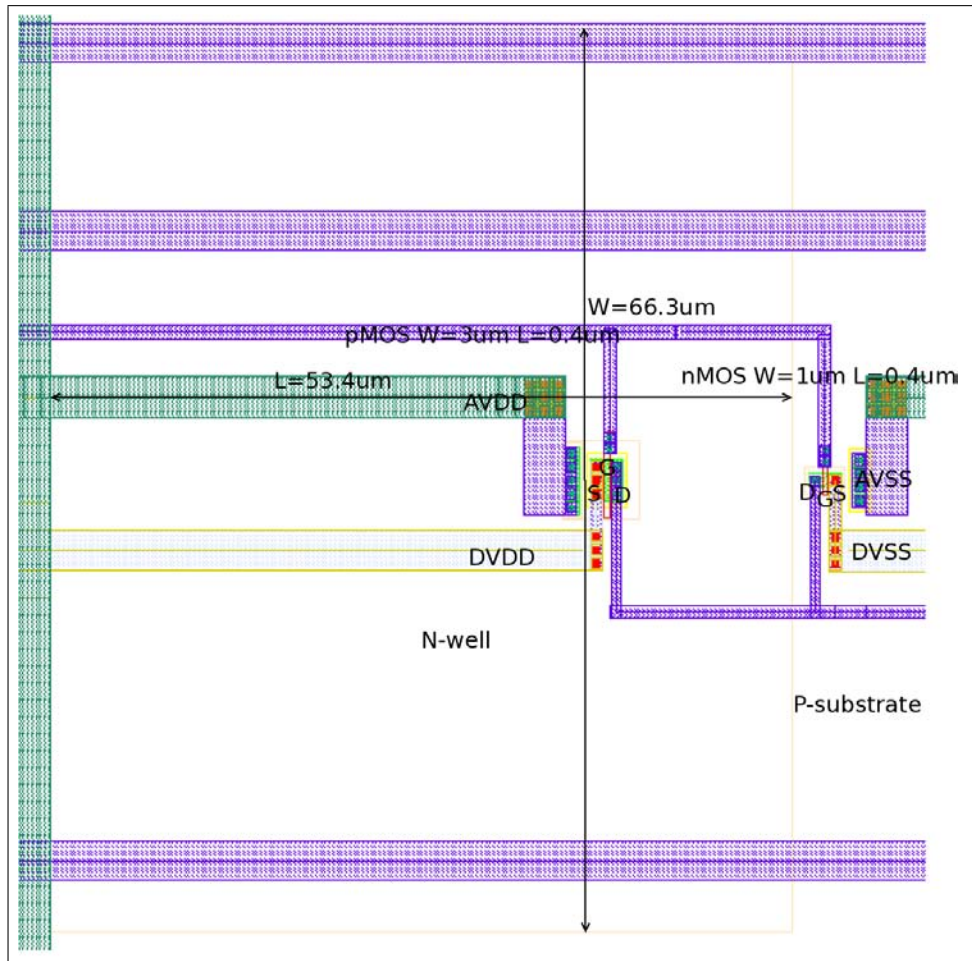 W=66.3um
pMOS W=3um L=0.4um
nMOS W=1um L=0.4um
L=53.4um
AVDD
G
S
D
D
G
S
AVSS
DVDD
DVSS
N-well
P-substrate